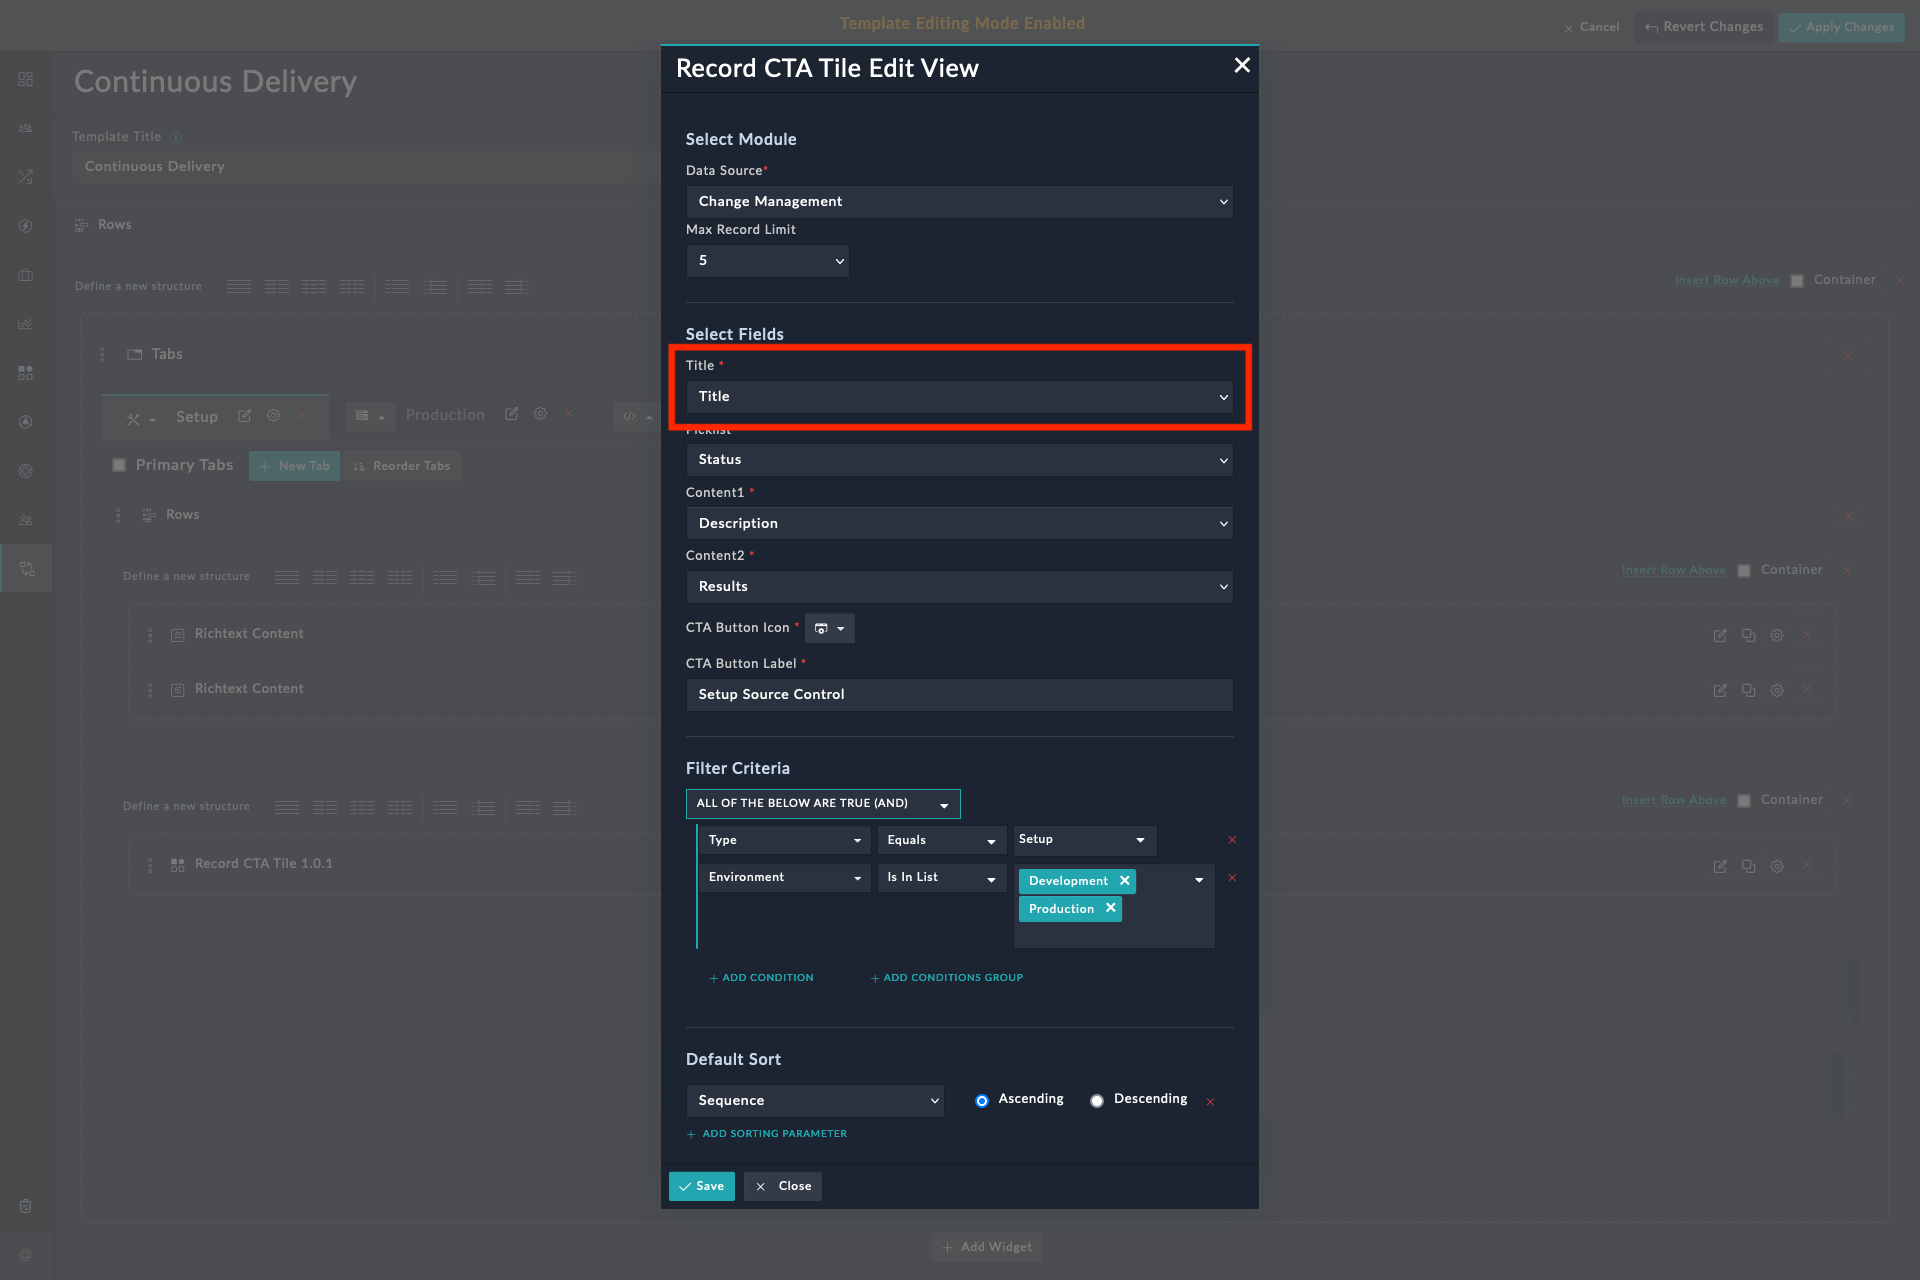 Template Editing Mode Enabled
Cancel
Revert Changes
Apply Changes
Continuous Delivery
Template Title
Continuous Delivery
Rows
Define a new structure
Insert Row Above
Container
Tabs
Setup
Production
Primary Tabs
New Tab
Reorder Tabs
Rows
Define a new structure
Insert Row Above
Container
Richtext Content
Richtext Content
Define a new structure
Insert Row Above
Container
Record CTA Tile 1.0.1
Add Widget
Record CTA Tile Edit View
Select Module
Data Source*
Change Management
Max Record Limit
5
Select Fields
Title *
Title
Picklist
Status
Content1 *
Description
Content2 *
Results
CTA Button Icon *
CTA Button Label *
Setup Source Control
Filter Criteria
ALL OF THE BELOW ARE TRUE (AND)
Type
Equals
Setup
Environment
Is In List
Development
Production
+ ADD CONDITION
+ ADD CONDITIONS GROUP
Default Sort
Sequence
Ascending
Descending
+ ADD SORTING PARAMETER
Save
Close